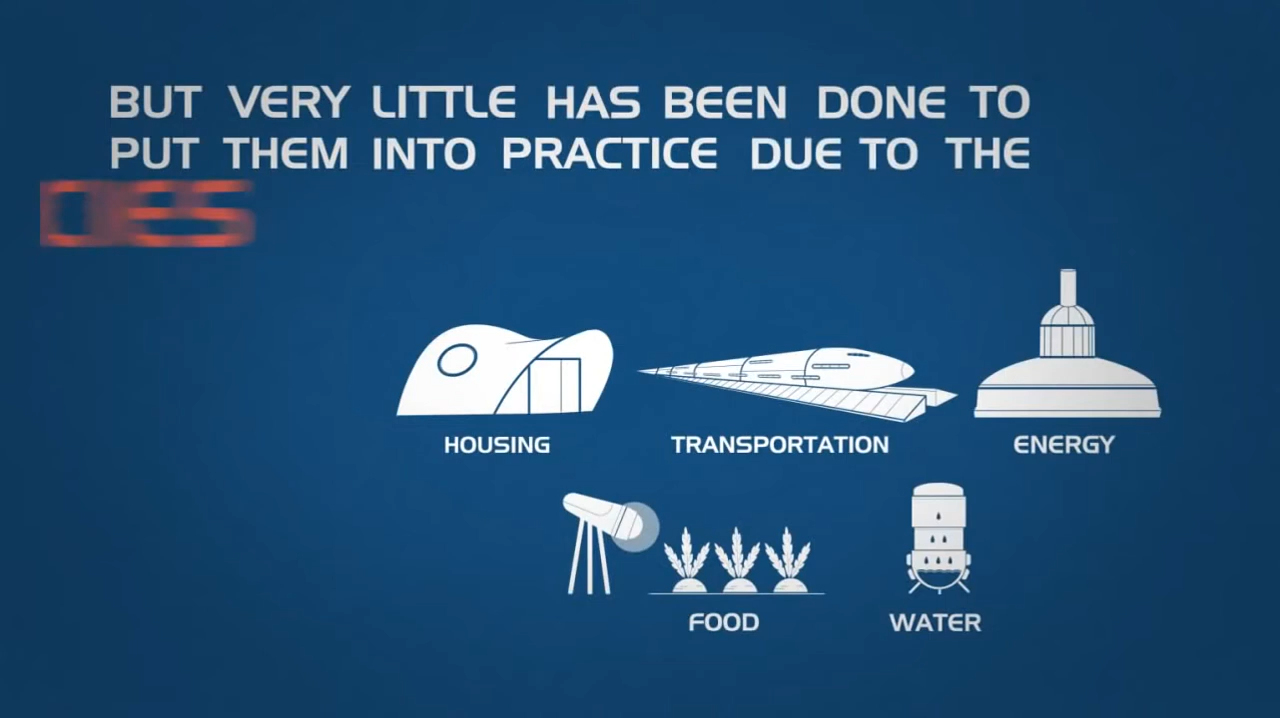 BUT VERY LITTLE HAS BEEN DONE TO
PUT THEM INTO PRACTICE DUE TO THE
HOUSING
TRANSPORTATION
ENERGY
FOOD
WATER